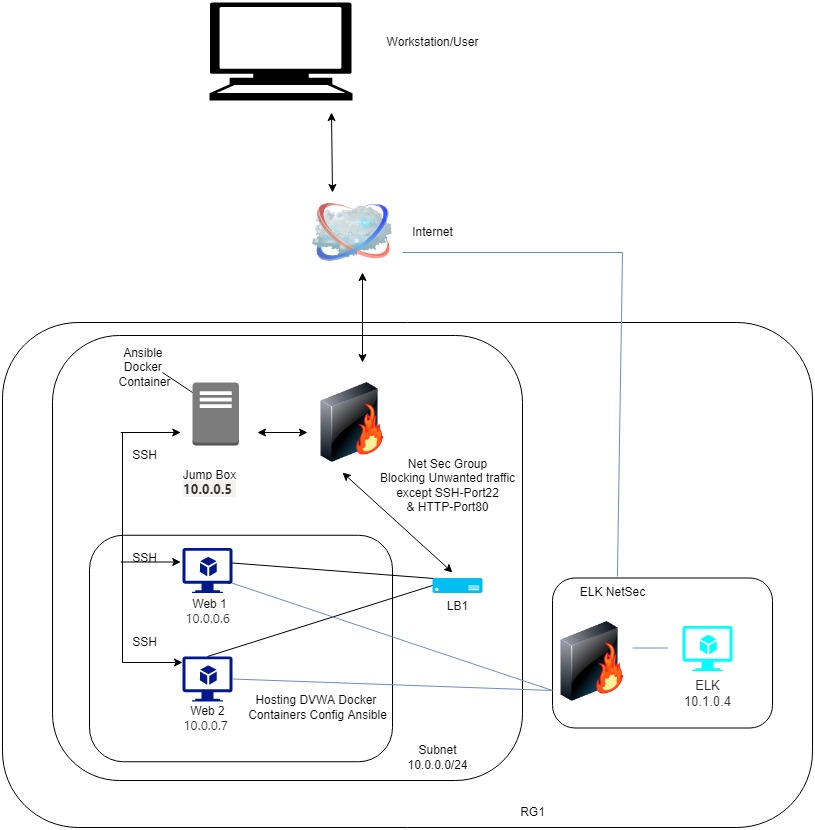 Workstation/User
Internet
Ansible
Docker
Container
SSH
Jump Box
10.0.0.5
Net Sec Group
Blocking Unwanted traffic
except SSH-Port22
& HTTP-Port80
SSH
Web 1
10.0.0.6
LB1
SSH
Web 2
10.0.0.7
Hosting DVWA Docker
Containers Config Ansible
Subnet
10.0.0.0/24
ELK NetSec
ELK
10.1.0.4
RG1